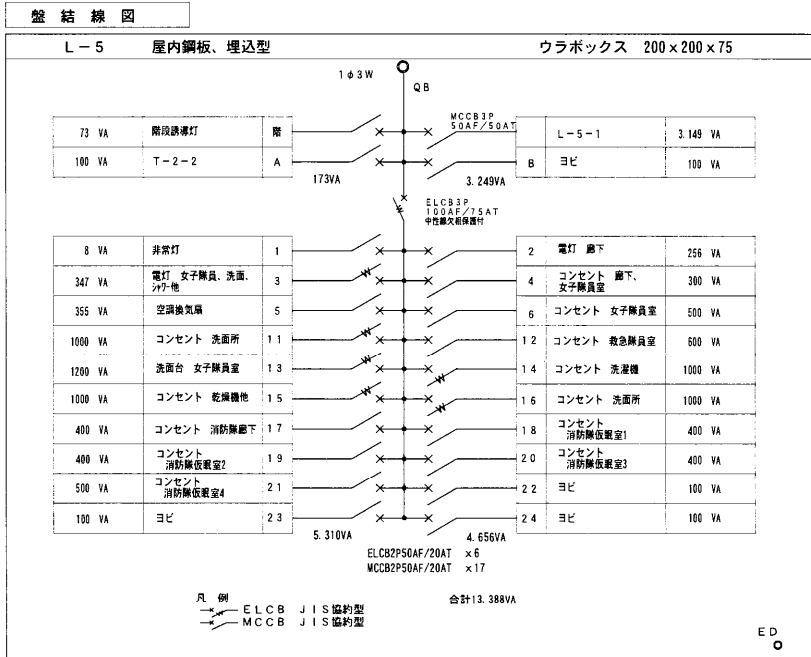 盤結線図
L-5 屋内鋼板、埋込型 ウラボックス 200x200x75
1φ3W
QB
MCCB3P
50AF/50AT
73 VA 階段誘導灯 階 L-5-1 3.149 VA
100 VA T-2-2 A B ヨビ 100 VA
173VA 3.249VA
ELCB3P
100AF/75AT
中性線欠相保護付
8 VA 非常灯 1 2 電灯 廊下 256 VA
347 VA 電灯 女子隊員、洗面、
シャワー他 3 4 コンセント 廊下、
女子隊員室 300 VA
355 VA 空調換気扇 5 6 コンセント 女子隊員室 500 VA
1000 VA コンセント 洗面所 11 12 コンセント 救急隊員室 600 VA
1200 VA 洗面台 女子隊員室 13 14 コンセント 洗濯機 1000 VA
1000 VA コンセント 乾燥機他 15 16 コンセント 洗面所 1000 VA
400 VA コンセント 消防隊廊下 17 18 コンセント
消防隊仮眠室1 400 VA
400 VA コンセント
消防隊仮眠室2 19 20 コンセント
消防隊仮眠室3 400 VA
500 VA コンセント
消防隊仮眠室4 21 22 ヨビ 100 VA
100 VA ヨビ 23 24 ヨビ 100 VA
5.310VA 4.656VA
ELCB2P50AF/20AT x6
MCCB2P50AF/20AT x17
凡例
ELCB JIS協約型
MCCB JIS協約型
合計13.388VA
ED